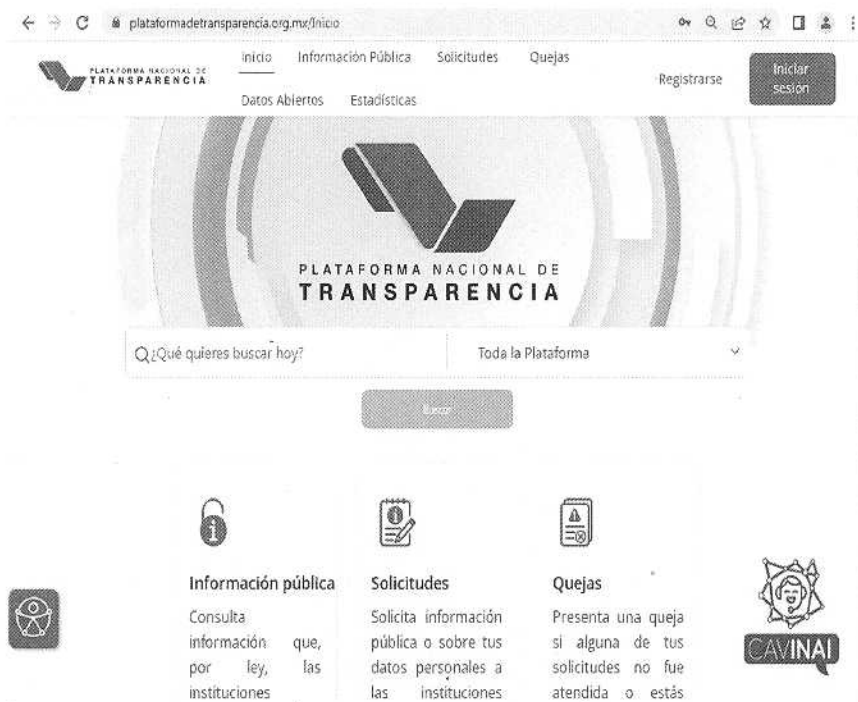 plataformadetransparencia.org.mx/Inicio
PLATAFORMA NACIONAL DE
TRANSPARENCIA
Inicio Información Pública Solicitudes Quejas
Datos Abiertos Estadísticas
Registrarse
Iniciar
sesión
PLATAFORMA NACIONAL DE
TRANSPARENCIA
¿Qué quieres buscar hoy?
Toda la Plataforma
Buscar
Información pública
Consulta
información que,
por ley, las
instituciones
Solicitudes
Solicita información
pública o sobre tus
datos personales a
las instituciones
Quejas
Presenta una queja
si alguna de tus
solicitudes no fue
atendida o estás
CAVINAI